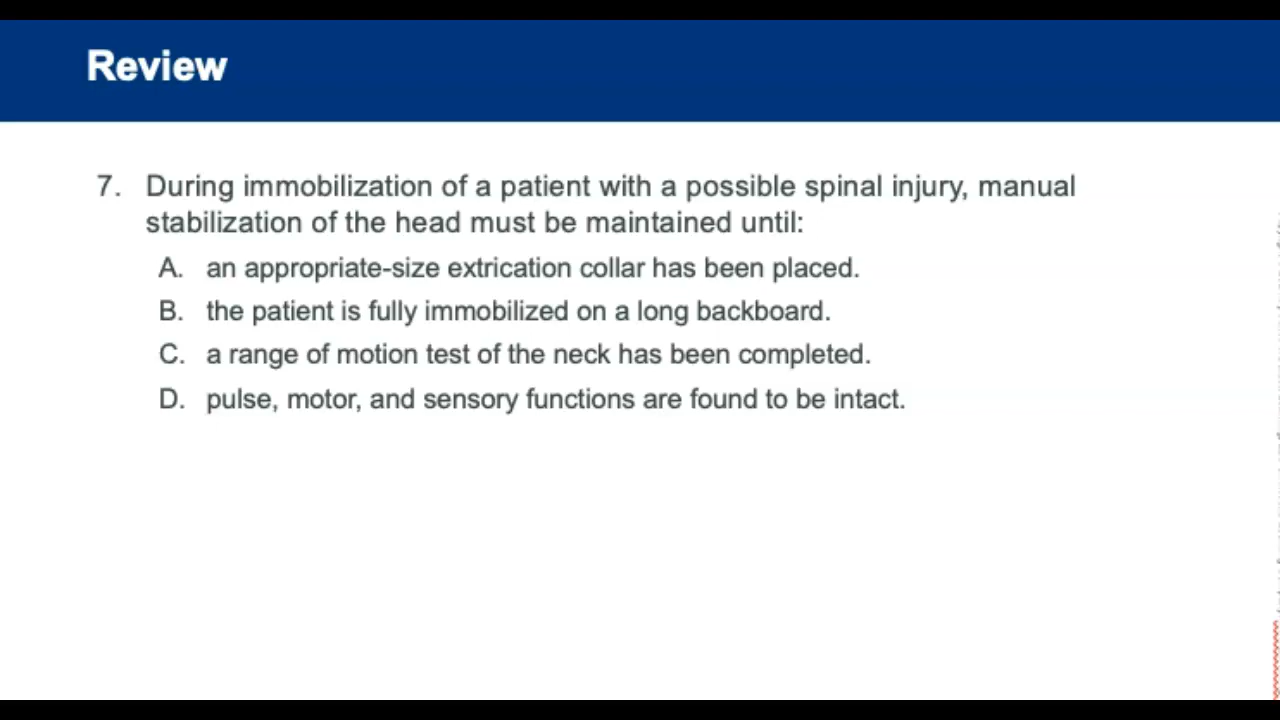 Review
7. During immobilization of a patient with a possible spinal injury, manual
stabilization of the head must be maintained until:
A. an appropriate-size extrication collar has been placed.
B. the patient is fully immobilized on a long backboard.
C. a range of motion test of the neck has been completed.
D. pulse, motor, and sensory functions are found to be intact.